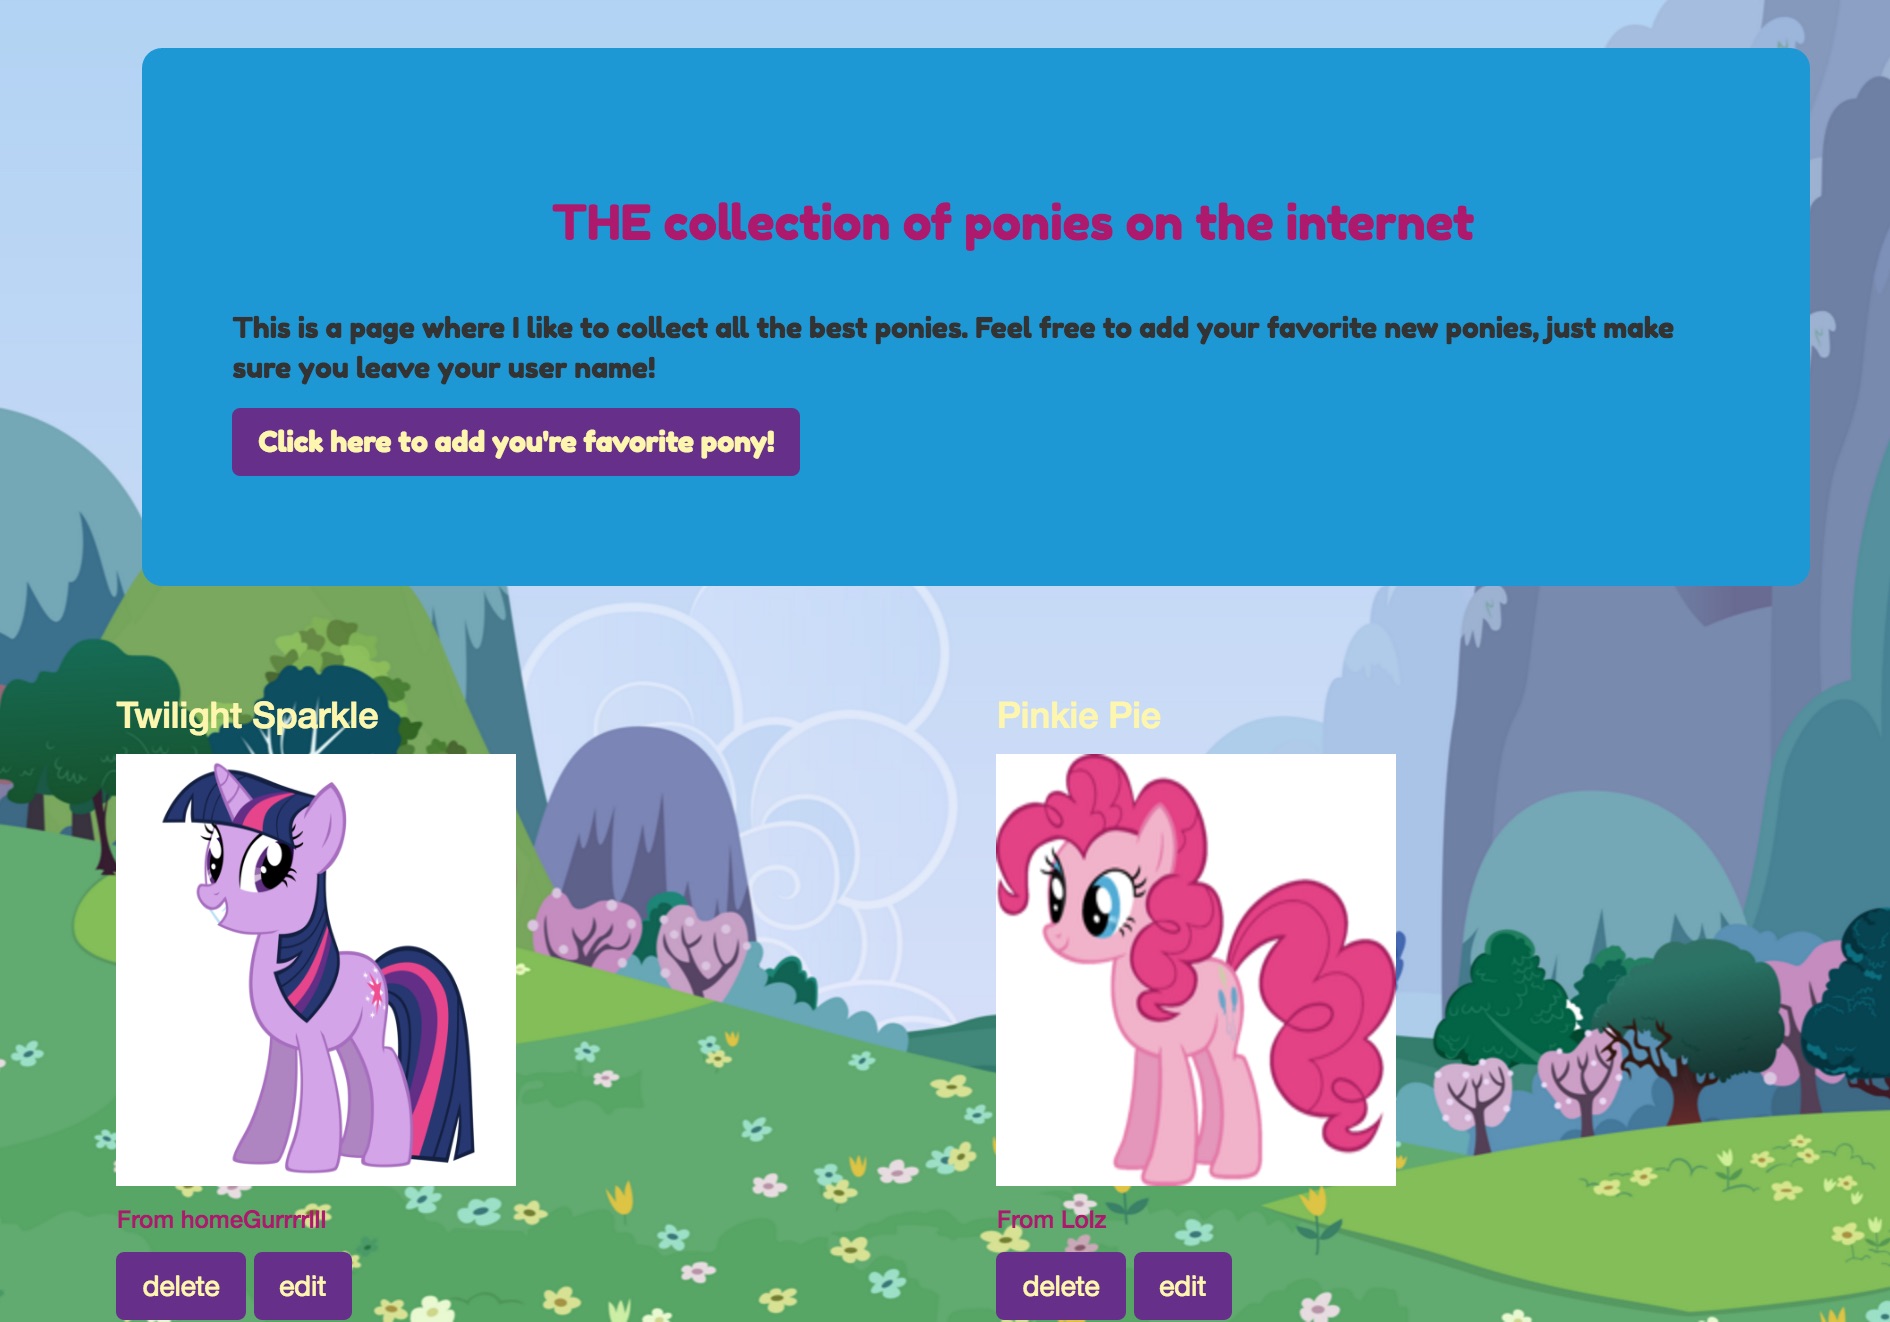 THE collection of ponies on the internet
This is a page where I like to collect all the best ponies. Feel free to add your favorite new ponies, just make
sure you leave your user name!
Click here to add you're favorite pony!
Twilight Sparkle
Pinkie Pie
From homeGurrrrlll
From Lolz
delete edit
delete edit